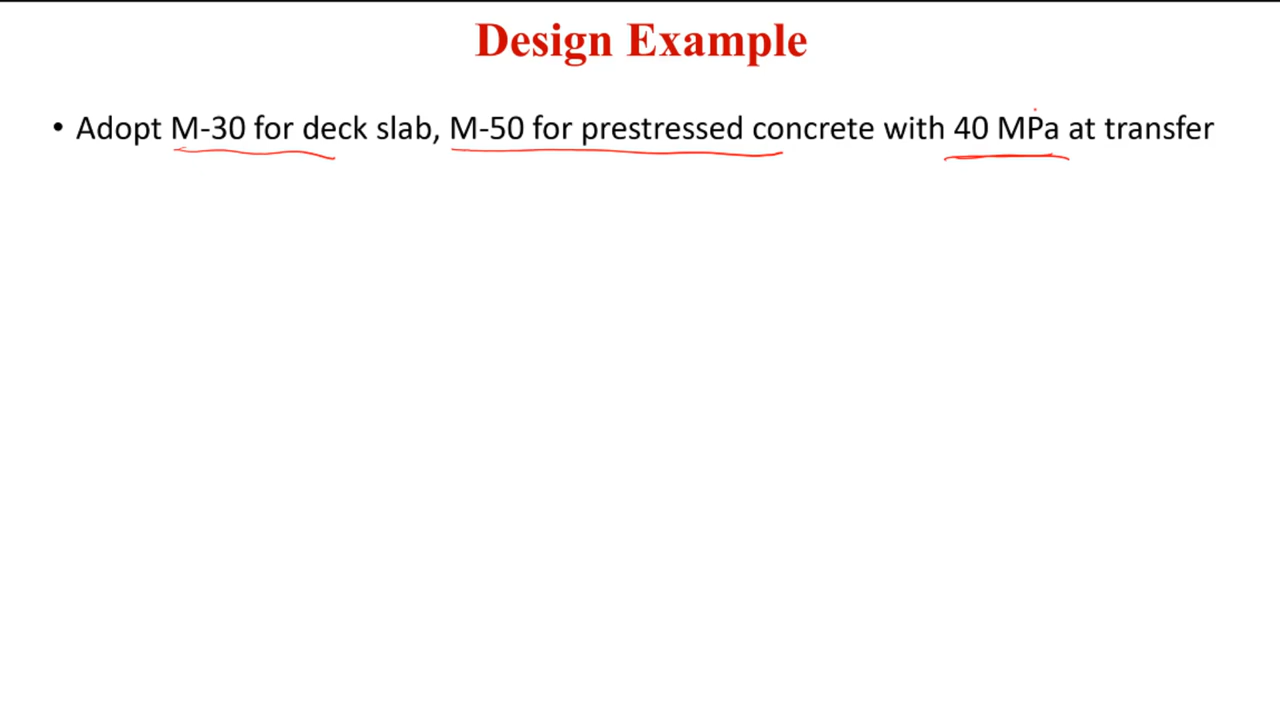 Design Example
• Adopt M-30 for deck slab, M-50 for prestressed concrete with 40 MPa at transfer